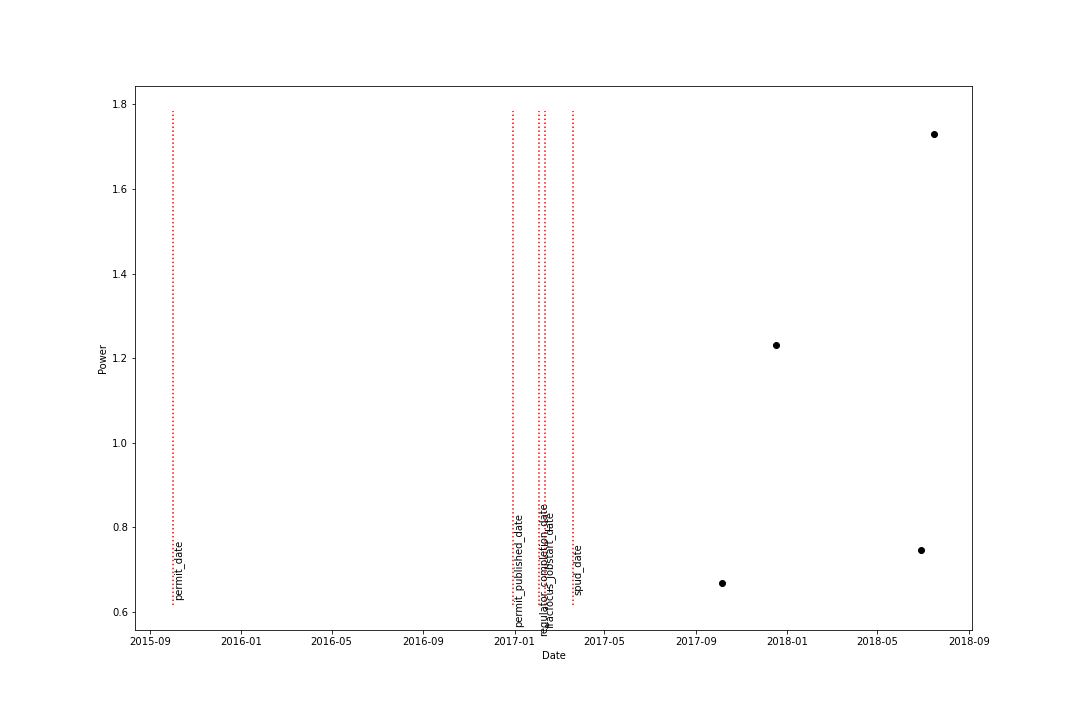 1.8
1.6
1.4
1.2
1.0
0.8
0.6
Power
permit_date
permit_published_date
regulator_completion_date
fracfocus_jobstart_date
spud_date
2015-09
2016-01
2016-05
2016-09
2017-01
2017-05
2017-09
2018-01
2018-05
2018-09
Date